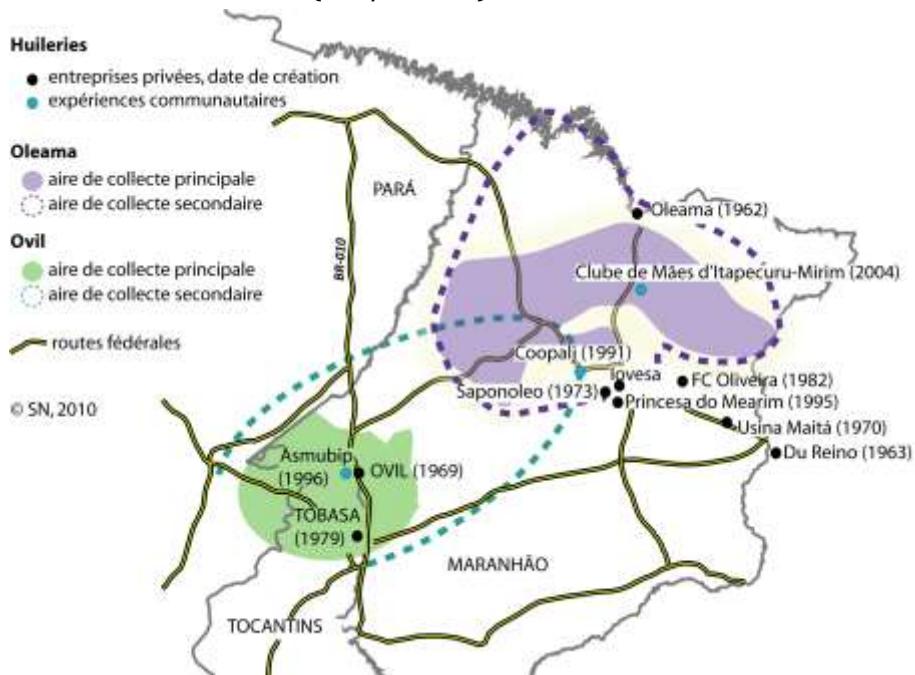 Huileries
entreprises privées, date de création
expériences communautaires
Oleama
aire de collecte principale
aire de collecte secondaire
Ovil
aire de collecte principale
aire de collecte secondaire
routes fédérales
© SN, 2010
PARÁ
BR-010
Oleama (1962)
Clube de Mães d'Itapecuru-Mirim (2004)
Coopalj (1991)
Iovesa
Saponoleo (1973)
FC Oliveira (1982)
Princesa do Mearim (1995)
Usina Maitá (1970)
Du Reino (1963)
Asmubip
(1996)
OVIL (1969)
TOBASA
(1979)
MARANHÃO
TOCANTINS